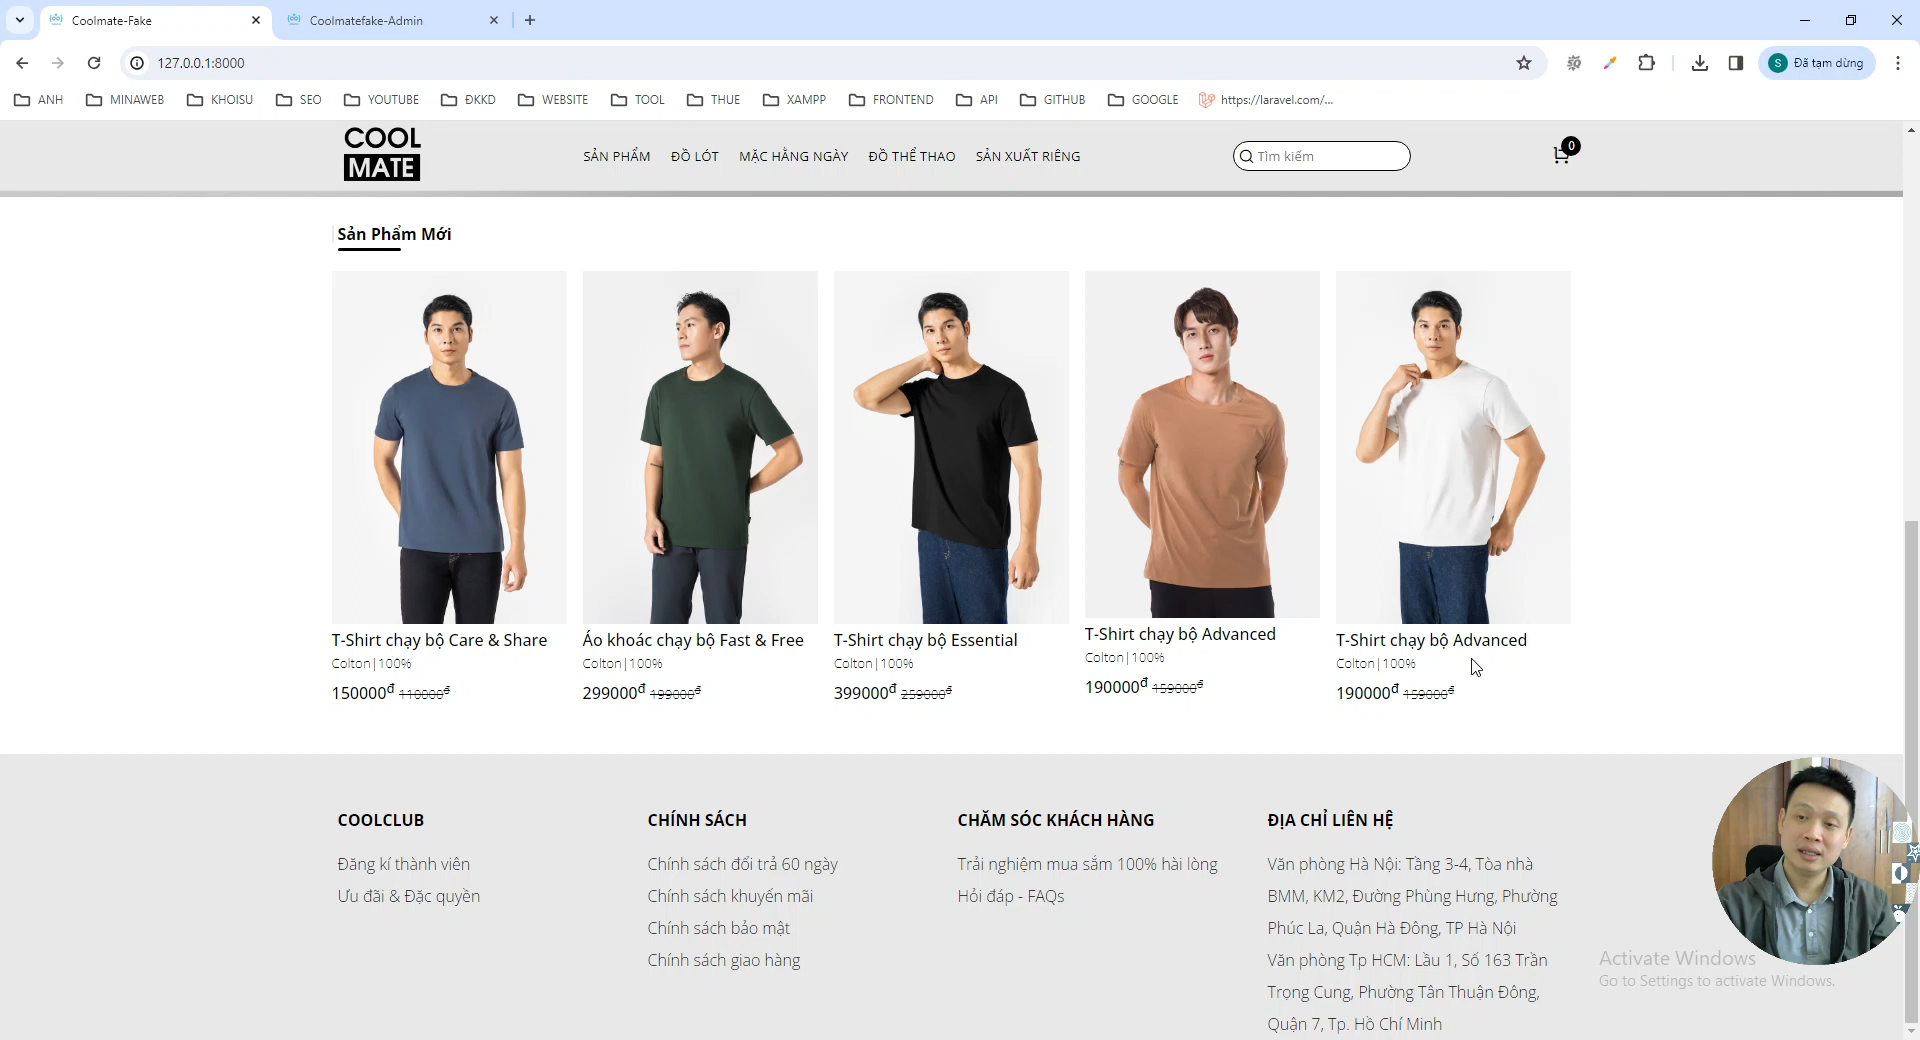 Coolmate-Fake
Coolmatefake-Admin
127.0.0.1:8000
S Đã tạm dừng
ANH MINAWEB KHOISU SEO YOUTUBE ĐKKD WEBSITE TOOL THUE XAMPP FRONTEND API GITHUB GOOGLE https://laravel.com/...
COOL
MATE
SẢN PHẨM ĐỒ LÓT MẶC HẰNG NGÀY ĐỒ THỂ THAO SẢN XUẤT RIÊNG
Tìm kiếm
0
Sản Phẩm Mới
T-Shirt chạy bộ Care & Share
Colton|100%
150000đ 110000đ
Áo khoác chạy bộ Fast & Free
Colton|100%
299000đ 199000đ
T-Shirt chạy bộ Essential
Colton|100%
399000đ 259000đ
T-Shirt chạy bộ Advanced
Colton|100%
190000đ 159000đ
T-Shirt chạy bộ Advanced
Colton|100%
190000đ 159000đ
COOLCLUB
Đăng kí thành viên
Ưu đãi & Đặc quyền
CHÍNH SÁCH
Chính sách đổi trả 60 ngày
Chính sách khuyến mãi
Chính sách bảo mật
Chính sách giao hàng
CHĂM SÓC KHÁCH HÀNG
Trải nghiệm mua sắm 100% hài lòng
Hỏi đáp - FAQs
ĐỊA CHỈ LIÊN HỆ
Văn phòng Hà Nội: Tầng 3-4, Tòa nhà
BMM, KM2, Đường Phùng Hưng, Phường
Phúc La, Quận Hà Đông, TP Hà Nội
Văn phòng Tp HCM: Lầu 1, Số 163 Trần
Trọng Cung, Phường Tân Thuận Đông,
Quận 7, Tp. Hồ Chí Minh
Activate Windows
Go to Settings to activate Windows.